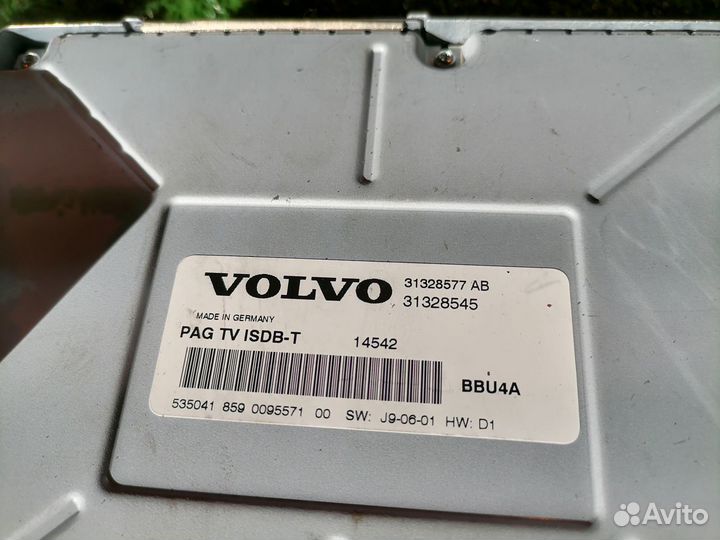 VOLVO 31328577 AB
31328545
MADE IN GERMANY
PAG TV ISDB-T 14542
BBU4A
535041 859 0095571 00 SW: J9-06-01 HW: D1
Avito